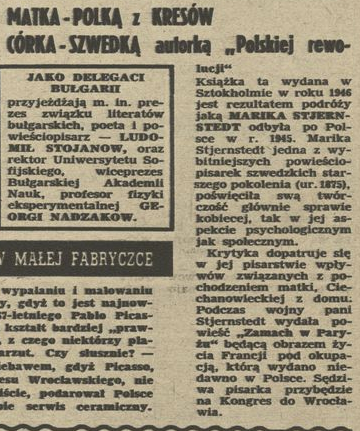 MATKA-POLKĄ z KRESÓW
CÓRKA-SZWEDKĄ autorką „Polskiej rewo-
lucji"
JAKO DELEGACI
BUŁGARII
przyjeżdżają m. in. pre-
zes związku literatów
bułgarskich, poeta i po-
wieściopisarz — LUDO-
MIŁ STOJANOW, oraz
rektor Uniwersytetu So-
fijskiego, wiceprezes
Bułgarskiej Akademii
Nauk, profesor fizyki
eksperymentalnej GE-
ORGI NADZAKOW.
Książka ta wydana w
Sztokholmie w roku 1946
jest rezultatem podróży
jaką MARIKA STJERN-
STEDT odbyła po Pol-
sce w r. 1945. Marika
Stjernstedt jedna z wy-
bitniejszych powieścio-
pisarek szwedzkich star-
szego pokolenia (ur. 1875),
poświęciła swą twór-
czość głównie sprawie
kobiecej, tak w jej as-
pekcie psychologicznym
jak społecznym.
Krytyka dopatruje się
w jej pisarstwie wpły-
wów związanych z po-
chodzeniem matki, Cie-
chanowieckiej z domu.
Podczas wojny pani
Stjernstedt wydała po-
wieść „Zamach w Pary-
żu" będącą obrazem ży-
cia Francji pod okupa-
cją, którą wydano nie-
dawno w Polsce. Sędzi-
wa pisarka przybędzie
na Kongres do Wrocła-
wia.
W MAŁEJ FABRYCZCE
wypalaniu i malowaniu
, gdyż to jest najnow-
67-letniego Pablo Picas-
kształt bardziej „praw-
, z czego niektórzy pla-
arzut. Czy słusznie? —
iebawem, gdyż Picasso,
esu Wrocławskiego, nie
iście, podarował Polsce
bie serwis ceramiczny.